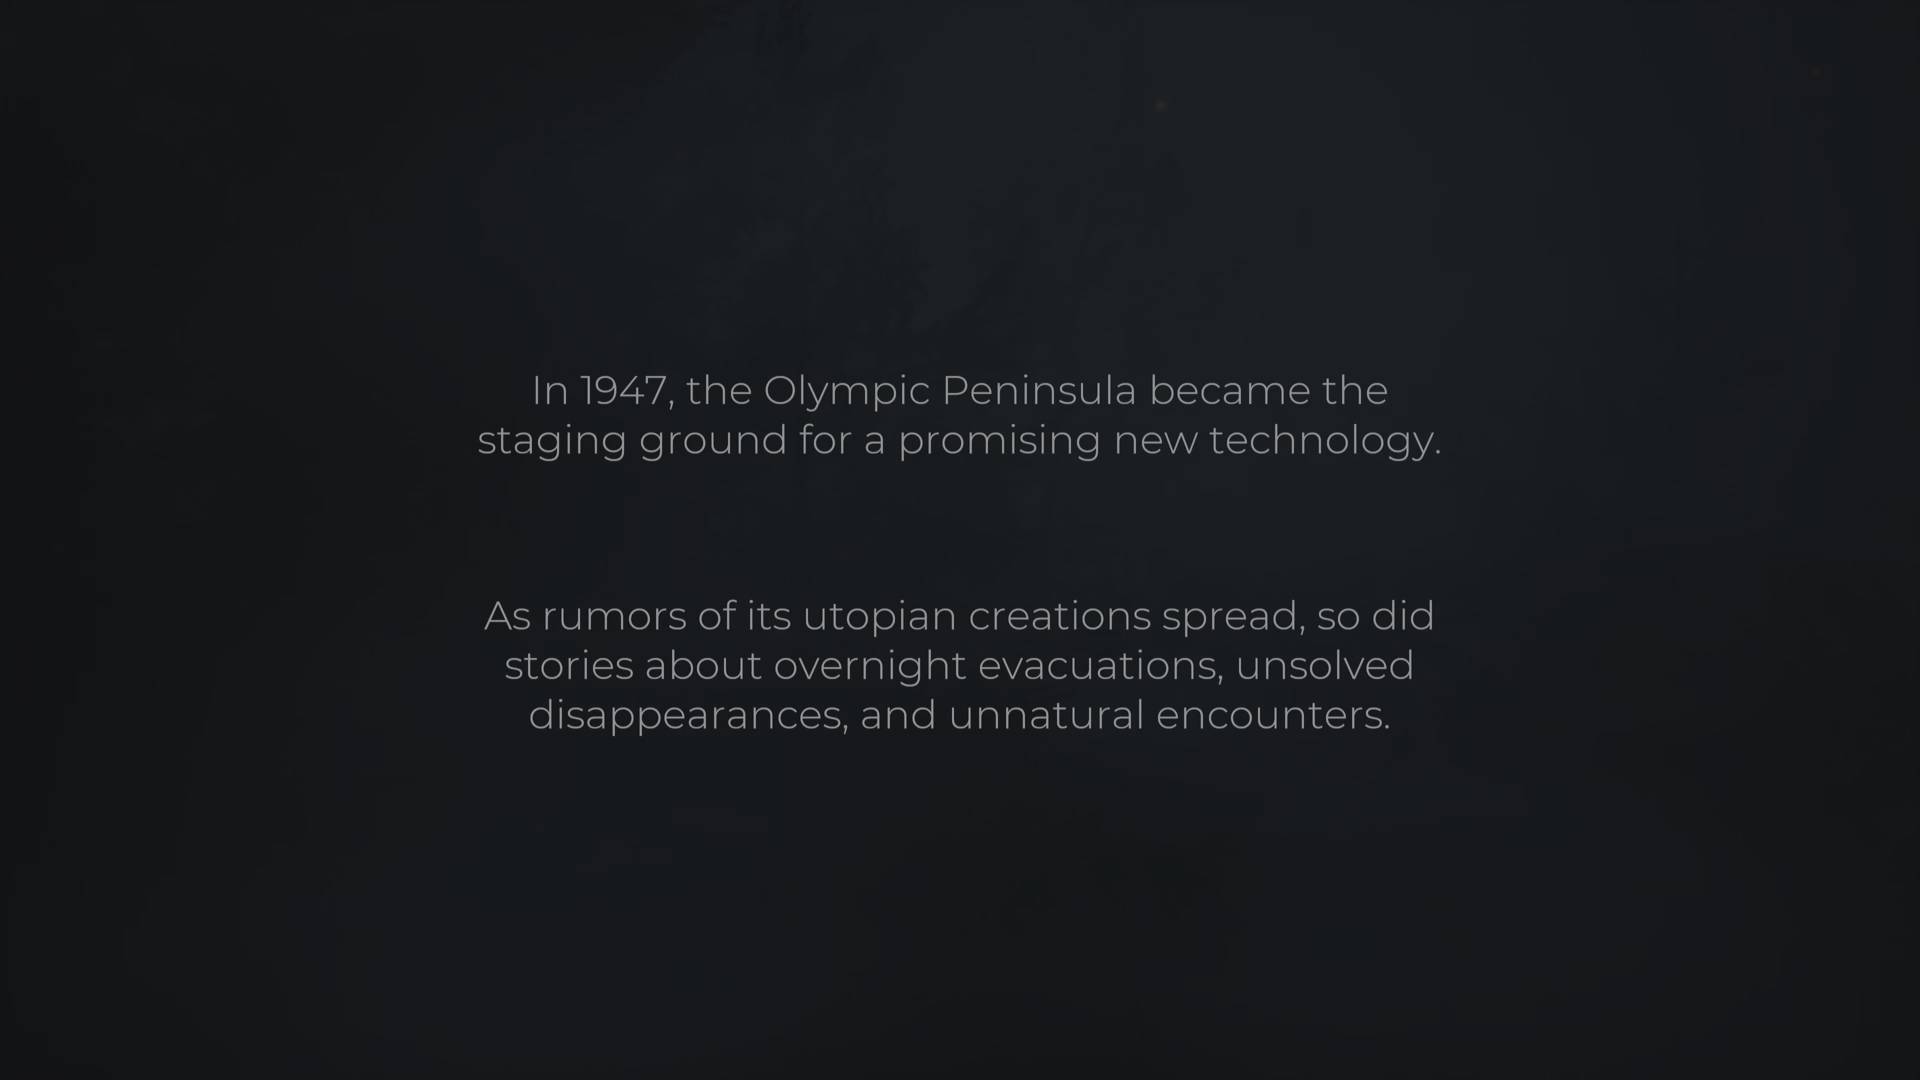 In 1947, the Olympic Peninsula became the
staging ground for a promising new technology.
As rumors of its utopian creations spread, so did
stories about overnight evacuations, unsolved
disappearances, and unnatural encounters.